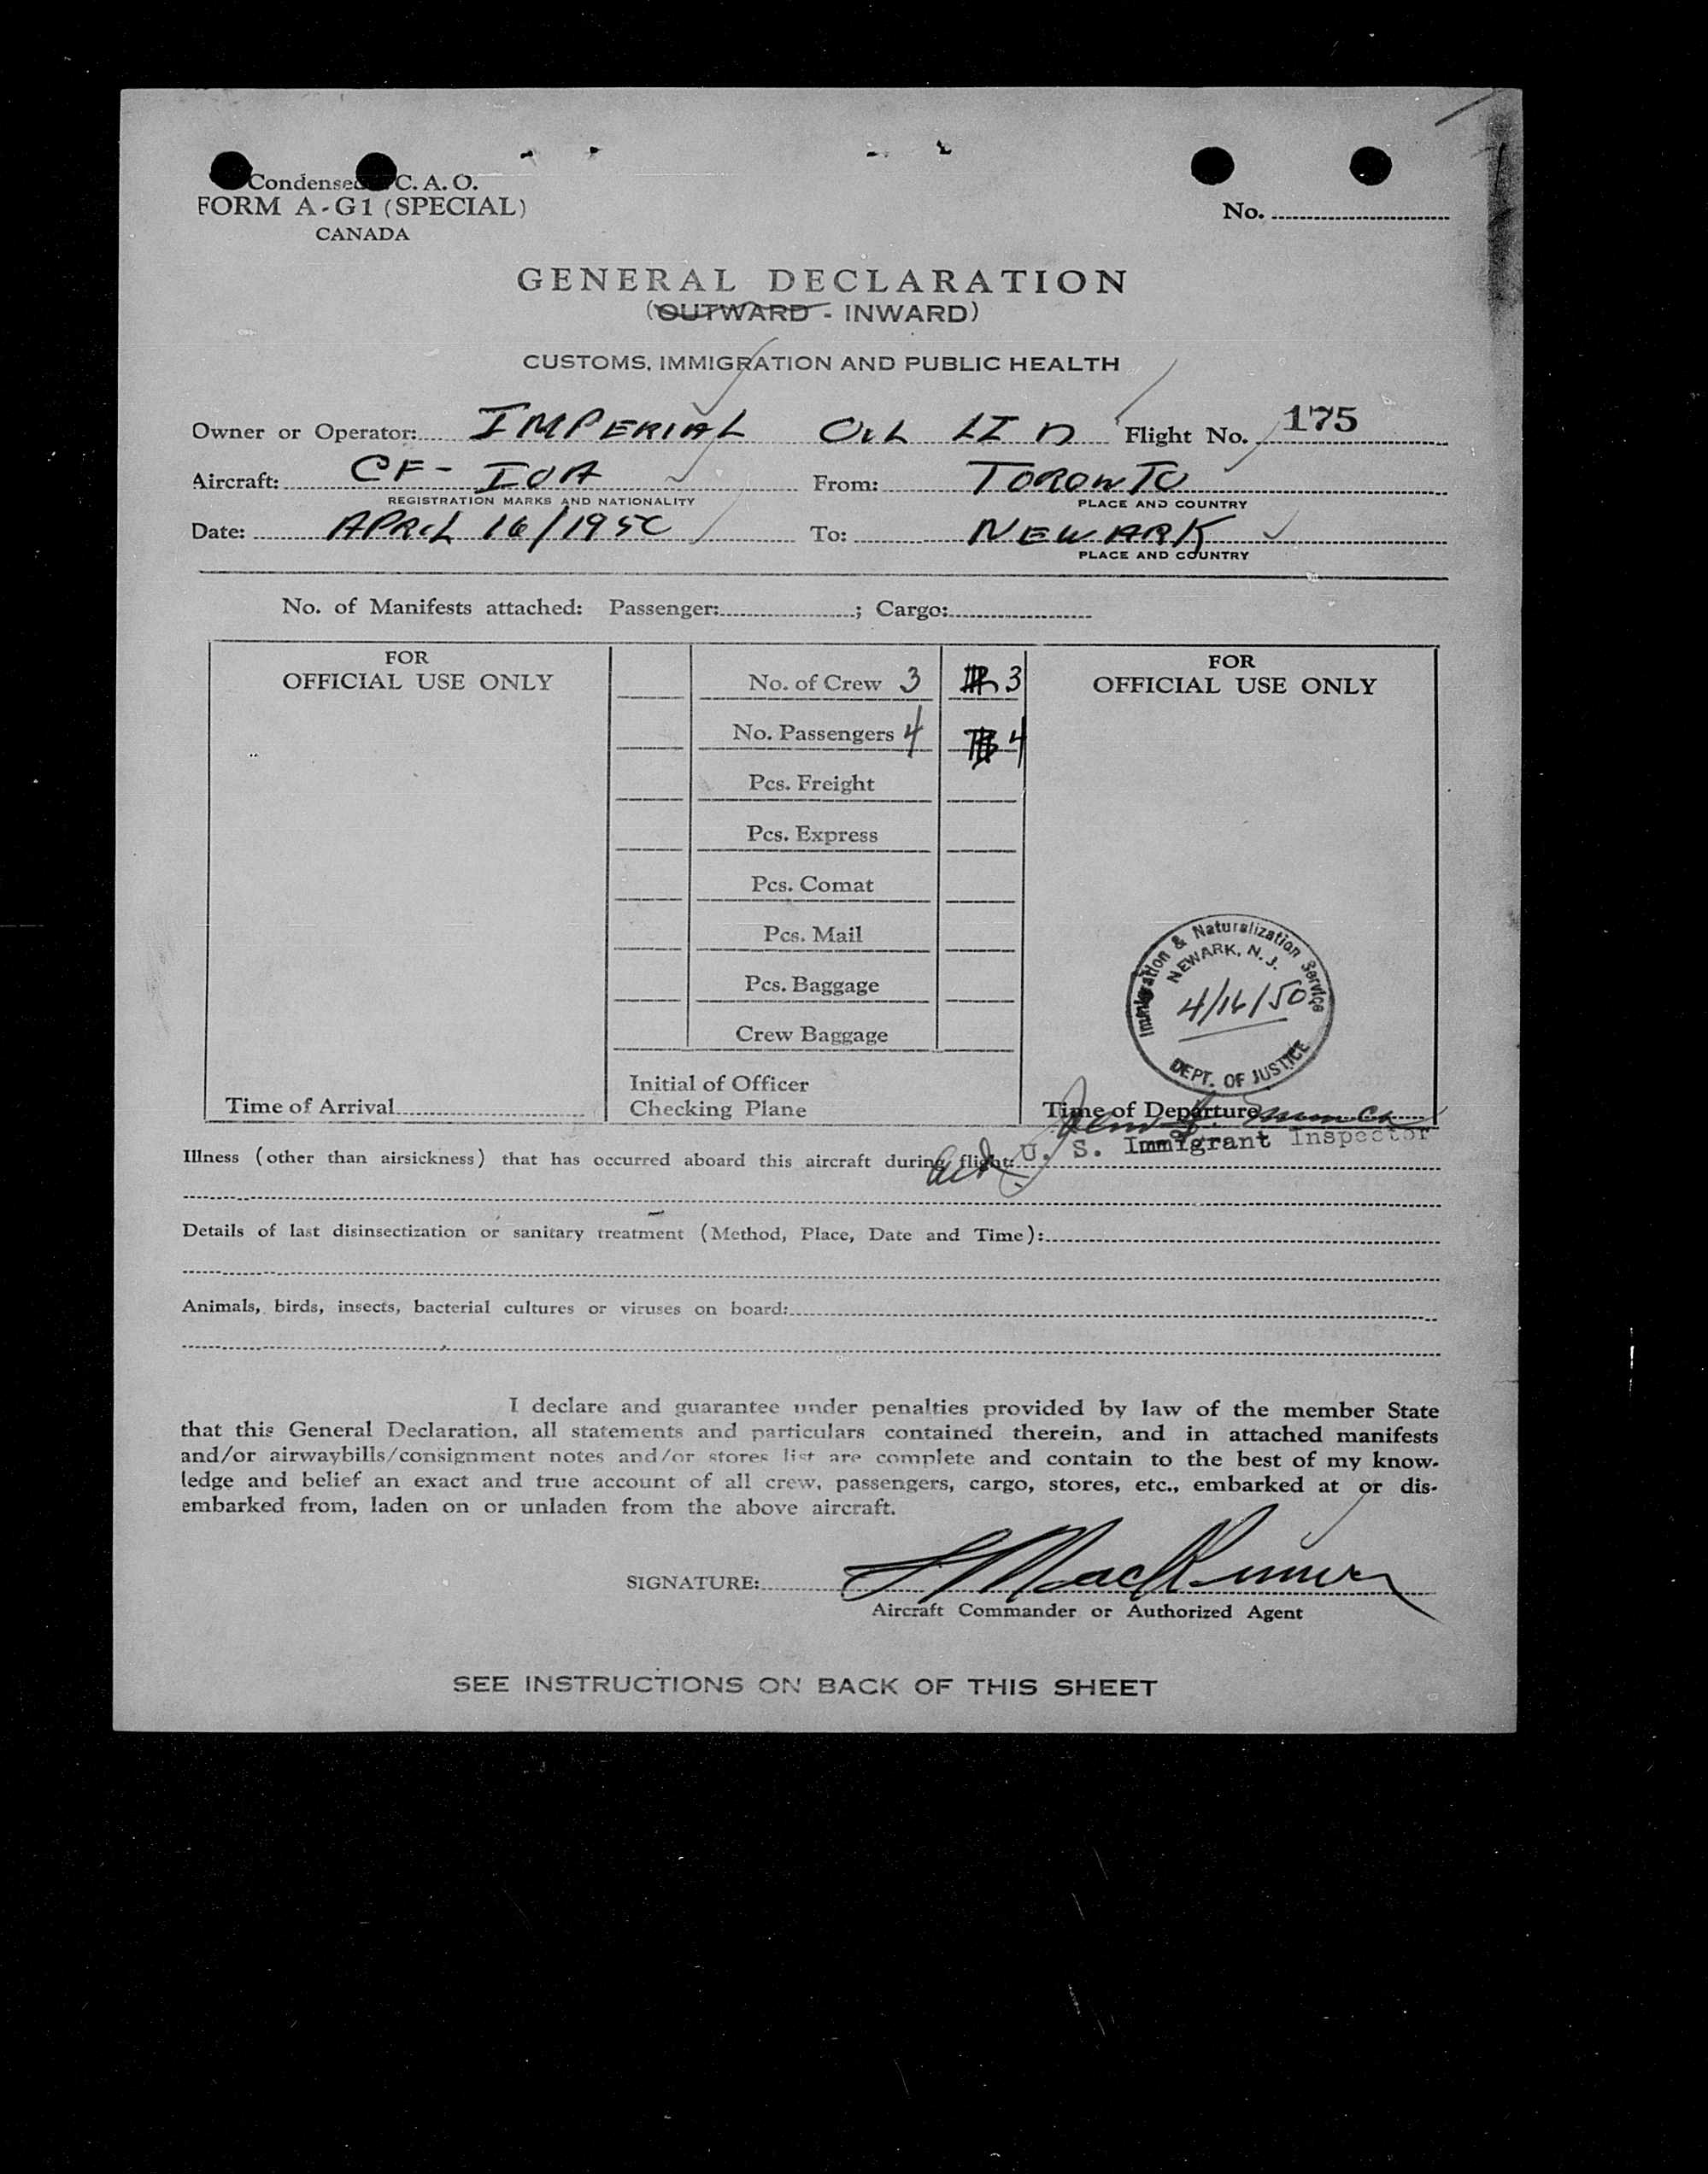 Condensed C. A. O.
FORM A-G1 (SPECIAL)
CANADA
No.
GENERAL DECLARATION
(OUTWARD - INWARD)
CUSTOMS, IMMIGRATION AND PUBLIC HEALTH
Owner or Operator: IMPERIAL OIL LTD Flight No. 175
Aircraft: CF-IOA From: TORONTO
REGISTRATION MARKS AND NATIONALITY PLACE AND COUNTRY
Date: APRIL 16/1950 To: NEWARK
PLACE AND COUNTRY
No. of Manifests attached: Passenger: ; Cargo:
FOR
OFFICIAL USE ONLY
No. of Crew 3 3
No. Passengers 4 4
Pcs. Freight
Pcs. Express
Pcs. Comat
Pcs. Mail
Pcs. Baggage
Crew Baggage
Initial of Officer
Checking Plane
Time of Arrival
FOR
OFFICIAL USE ONLY
Immigration & Naturalization Service
NEWARK, N. J.
4/16/50
DEPT. OF JUSTICE
Time of Departure
U. S. Immigrant Inspector
Illness (other than airsickness) that has occurred aboard this aircraft during flight:
Details of last disinsectization or sanitary treatment (Method, Place, Date and Time):
Animals, birds, insects, bacterial cultures or viruses on board:
I declare and guarantee under penalties provided by law of the member State
that this General Declaration, all statements and particulars contained therein, and in attached manifests
and/or airwaybills/consignment notes and/or stores list are complete and contain to the best of my know-
ledge and belief an exact and true account of all crew, passengers, cargo, stores, etc., embarked at or dis-
embarked from, laden on or unladen from the above aircraft.
SIGNATURE:
Aircraft Commander or Authorized Agent
SEE INSTRUCTIONS ON BACK OF THIS SHEET